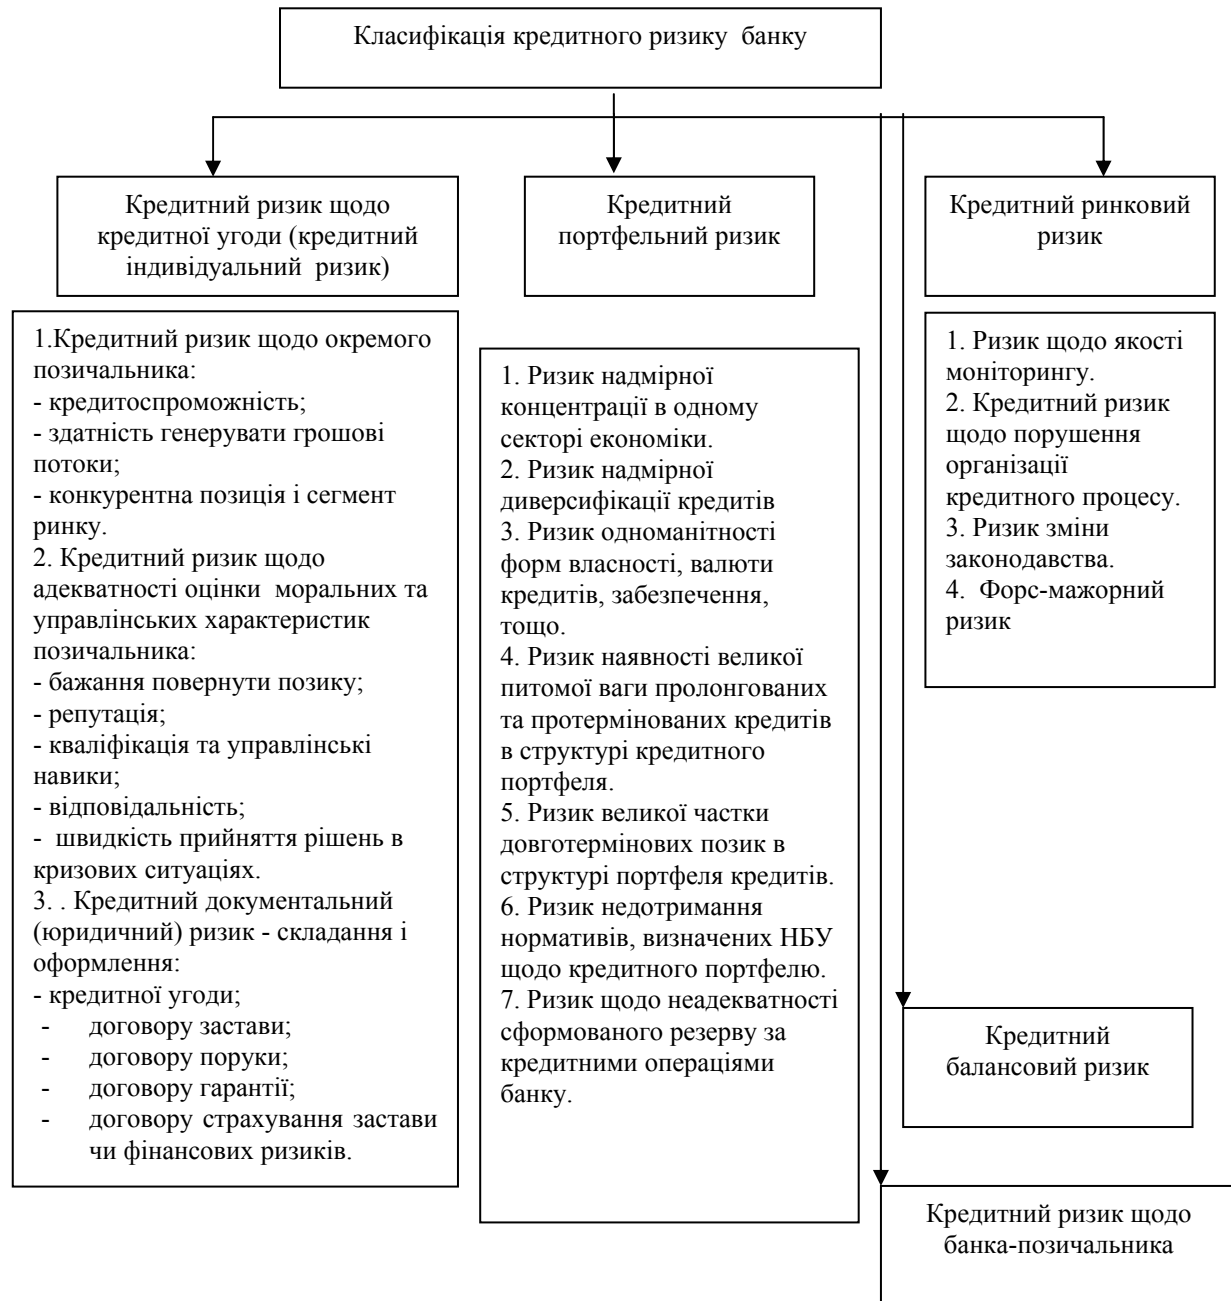 Класифікація кредитного ризику  банку
Кредитний ризик щодо
кредитної угоди (кредитний
індивідуальний  ризик)
Кредитний
портфельний ризик
Кредитний ринковий
ризик
1.Кредитний ризик щодо окремого
позичальника:
- кредитоспроможність;
- здатність генерувати грошові
потоки;
- конкурентна позиція і сегмент
ринку.
2. Кредитний ризик щодо
адекватності оцінки  моральних та
управлінських характеристик
позичальника:
- бажання повернути позику;
- репутація;
- кваліфікація та управлінські
навики;
- відповідальність;
-  швидкість прийняття рішень в
кризових ситуаціях.
3. . Кредитний документальний
(юридичний) ризик - складання і
оформлення:
- кредитної угоди;
- договору застави;
- договору поруки;
- договору гарантії;
- договору страхування застави
чи фінансових ризиків.
1. Ризик надмірної
концентрації в одному
секторі економіки.
2. Ризик надмірної
диверсифікації кредитів
3. Ризик одноманітності
форм власності, валюти
кредитів, забезпечення,
тощо.
4. Ризик наявності великої
питомої ваги пролонгованих
та протермінованих кредитів
в структурі кредитного
портфеля.
5. Ризик великої частки
довготермінових позик в
структурі портфеля кредитів.
6. Ризик недотримання
нормативів, визначених НБУ
щодо кредитного портфелю.
7. Ризик щодо неадекватності
сформованого резерву за
кредитними операціями
банку.
1. Ризик щодо якості
моніторингу.
2. Кредитний ризик
щодо порушення
організації
кредитного процесу.
3. Ризик зміни
законодавства.
4.  Форс-мажорний
ризик
Кредитний
балансовий ризик
Кредитний ризик щодо
банка-позичальника